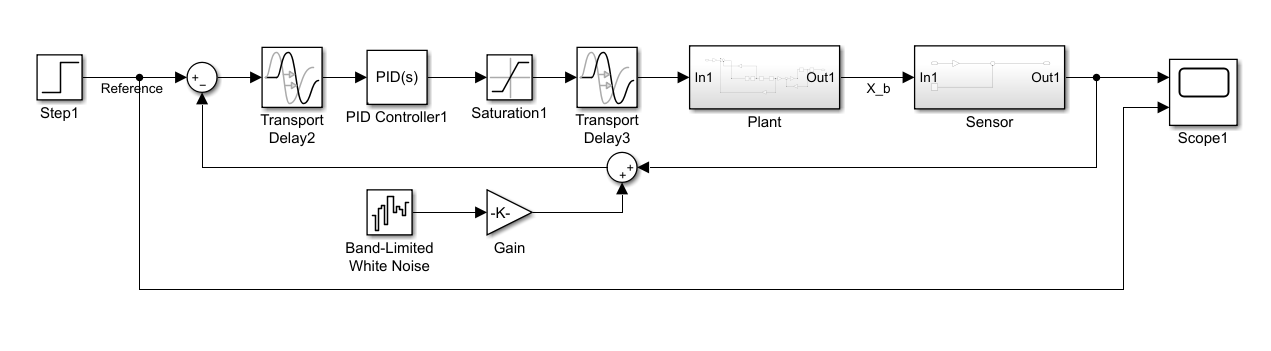 Step1
Reference
+
−
Transport
Delay2
PID(s)
PID Controller1
Saturation1
Transport
Delay3
In1
Out1
Plant
X_b
In1
Out1
Sensor
Scope1
+
+
Band-Limited
White Noise
-K-
Gain